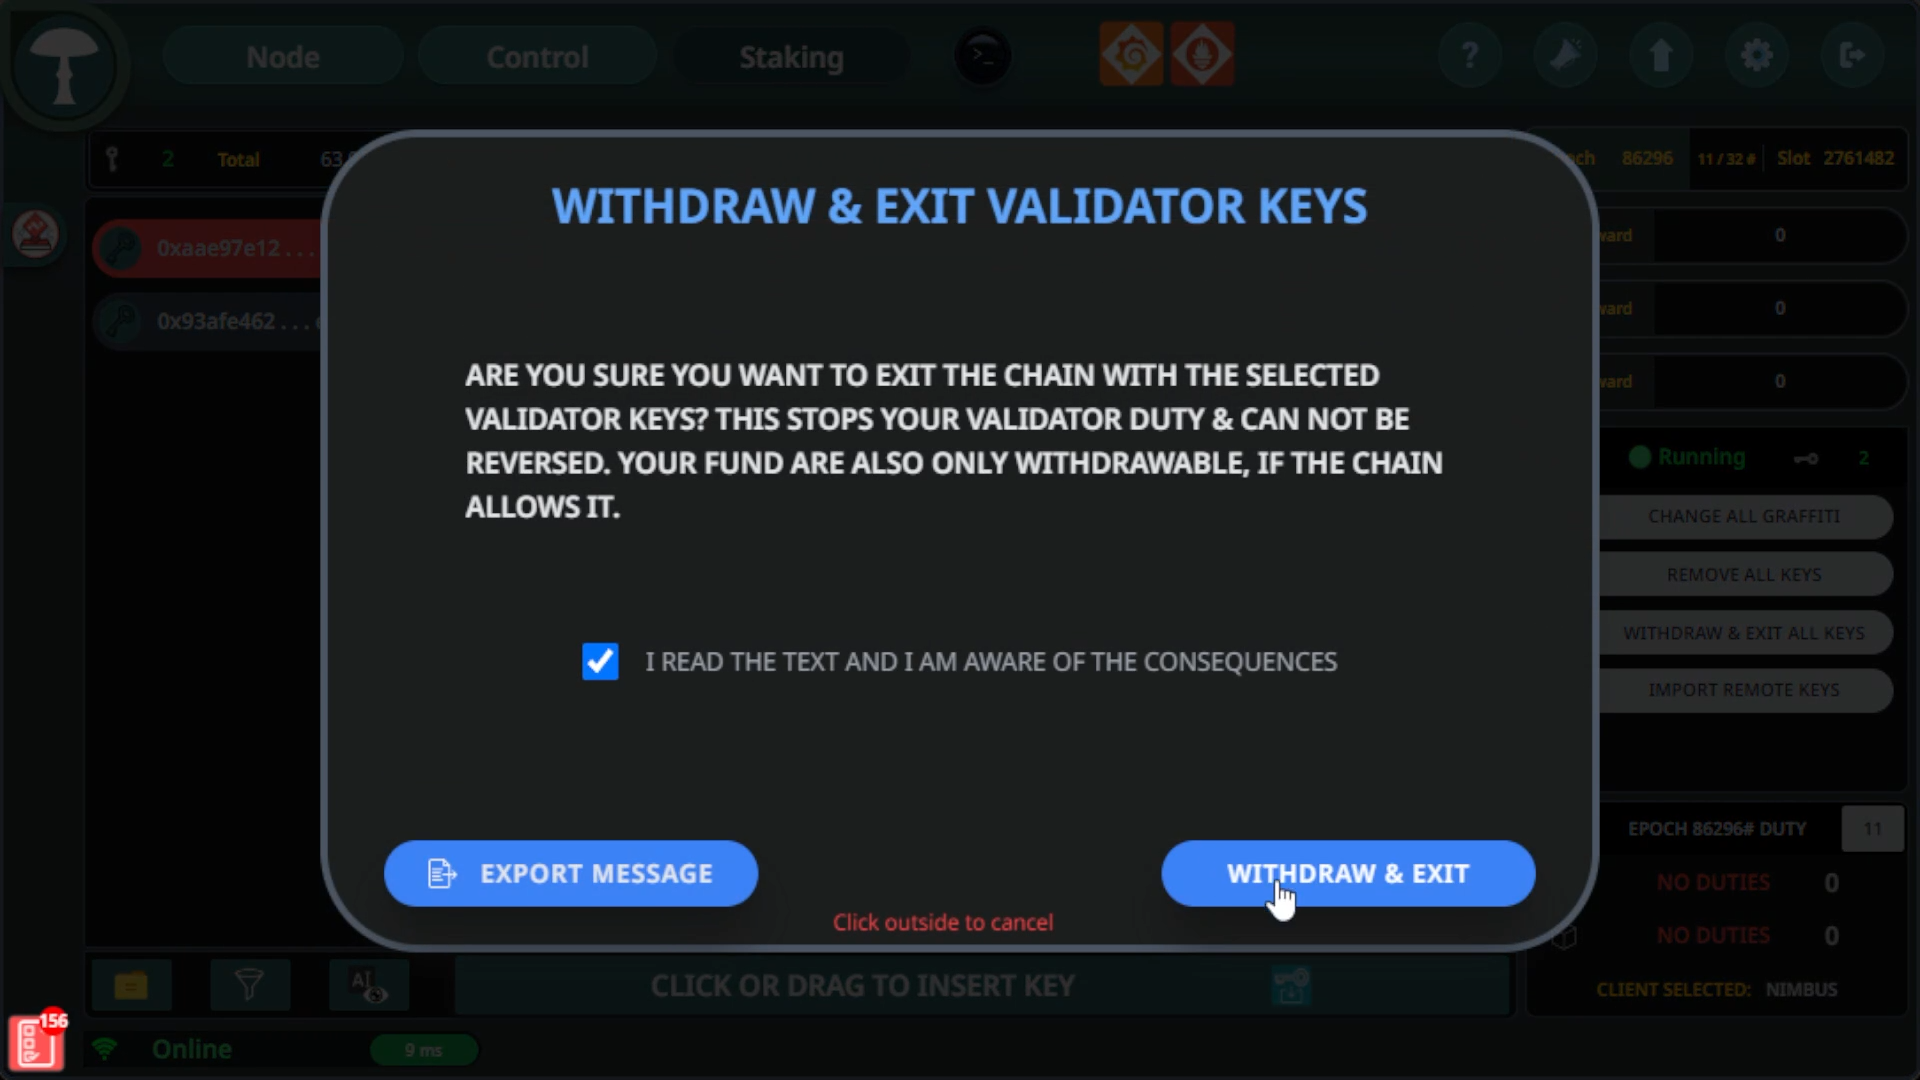 Node
Control
Staking
>_
?
2
Total
63.
ch
86296
11 / 32 #
Slot
2761482
0xaae97e12 . . .
0x93afe462 . . .
ward
0
ward
0
ward
0
WITHDRAW & EXIT VALIDATOR KEYS
ARE YOU SURE YOU WANT TO EXIT THE CHAIN WITH THE SELECTED
VALIDATOR KEYS? THIS STOPS YOUR VALIDATOR DUTY & CAN NOT BE
REVERSED. YOUR FUND ARE ALSO ONLY WITHDRAWABLE, IF THE CHAIN
ALLOWS IT.
I READ THE TEXT AND I AM AWARE OF THE CONSEQUENCES
EXPORT MESSAGE
WITHDRAW & EXIT
Click outside to cancel
Running
2
CHANGE ALL GRAFFITI
REMOVE ALL KEYS
WITHDRAW & EXIT ALL KEYS
IMPORT REMOTE KEYS
EPOCH 86296# DUTY
11
NO DUTIES
0
NO DUTIES
0
CLIENT SELECTED: NIMBUS
AI
CLICK OR DRAG TO INSERT KEY
156
Online
9 ms